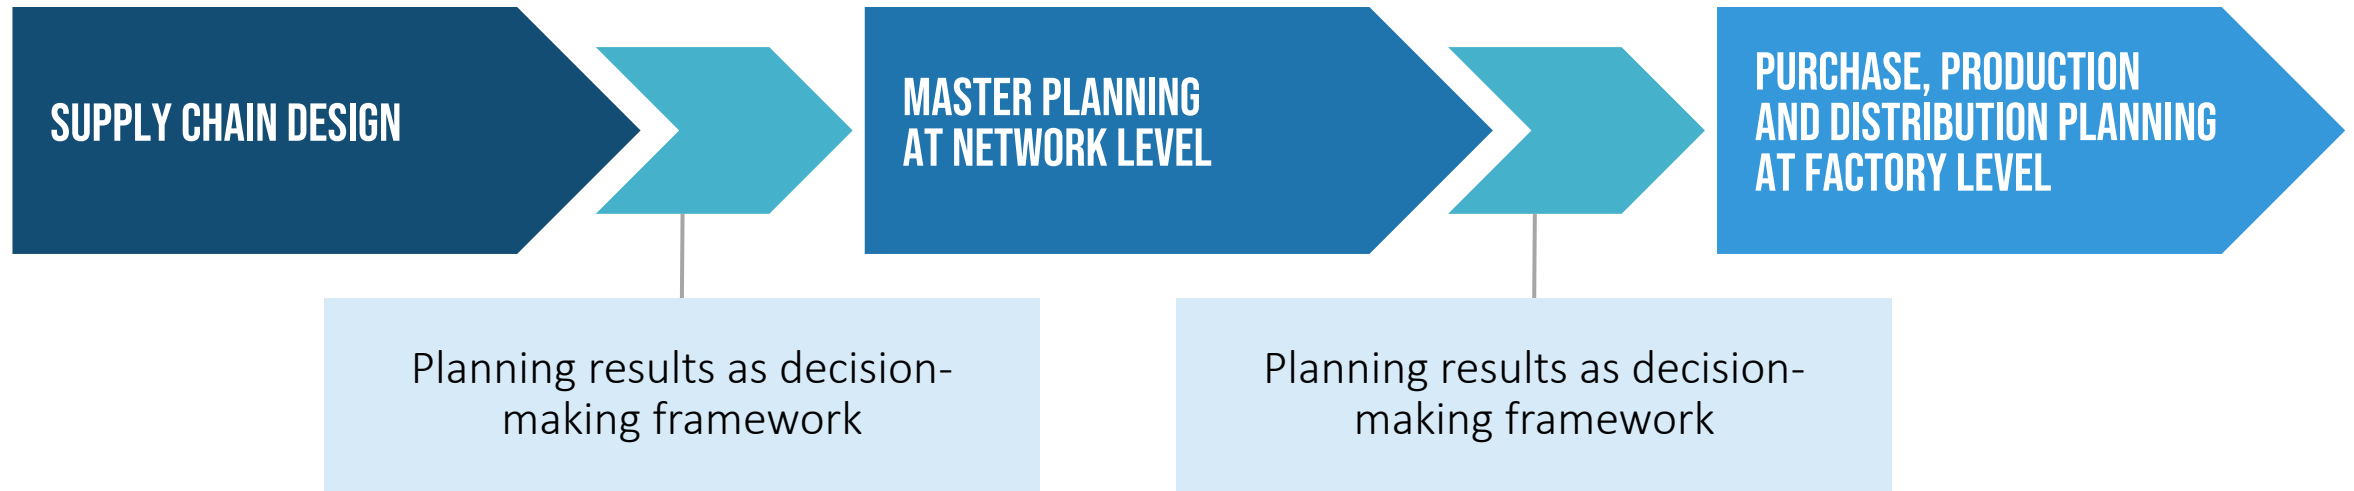 SUPPLY CHAIN DESIGN
MASTER PLANNING
AT NETWORK LEVEL
PURCHASE, PRODUCTION
AND DISTRIBUTION PLANNING
AT FACTORY LEVEL
Planning results as decision-
making framework
Planning results as decision-
making framework